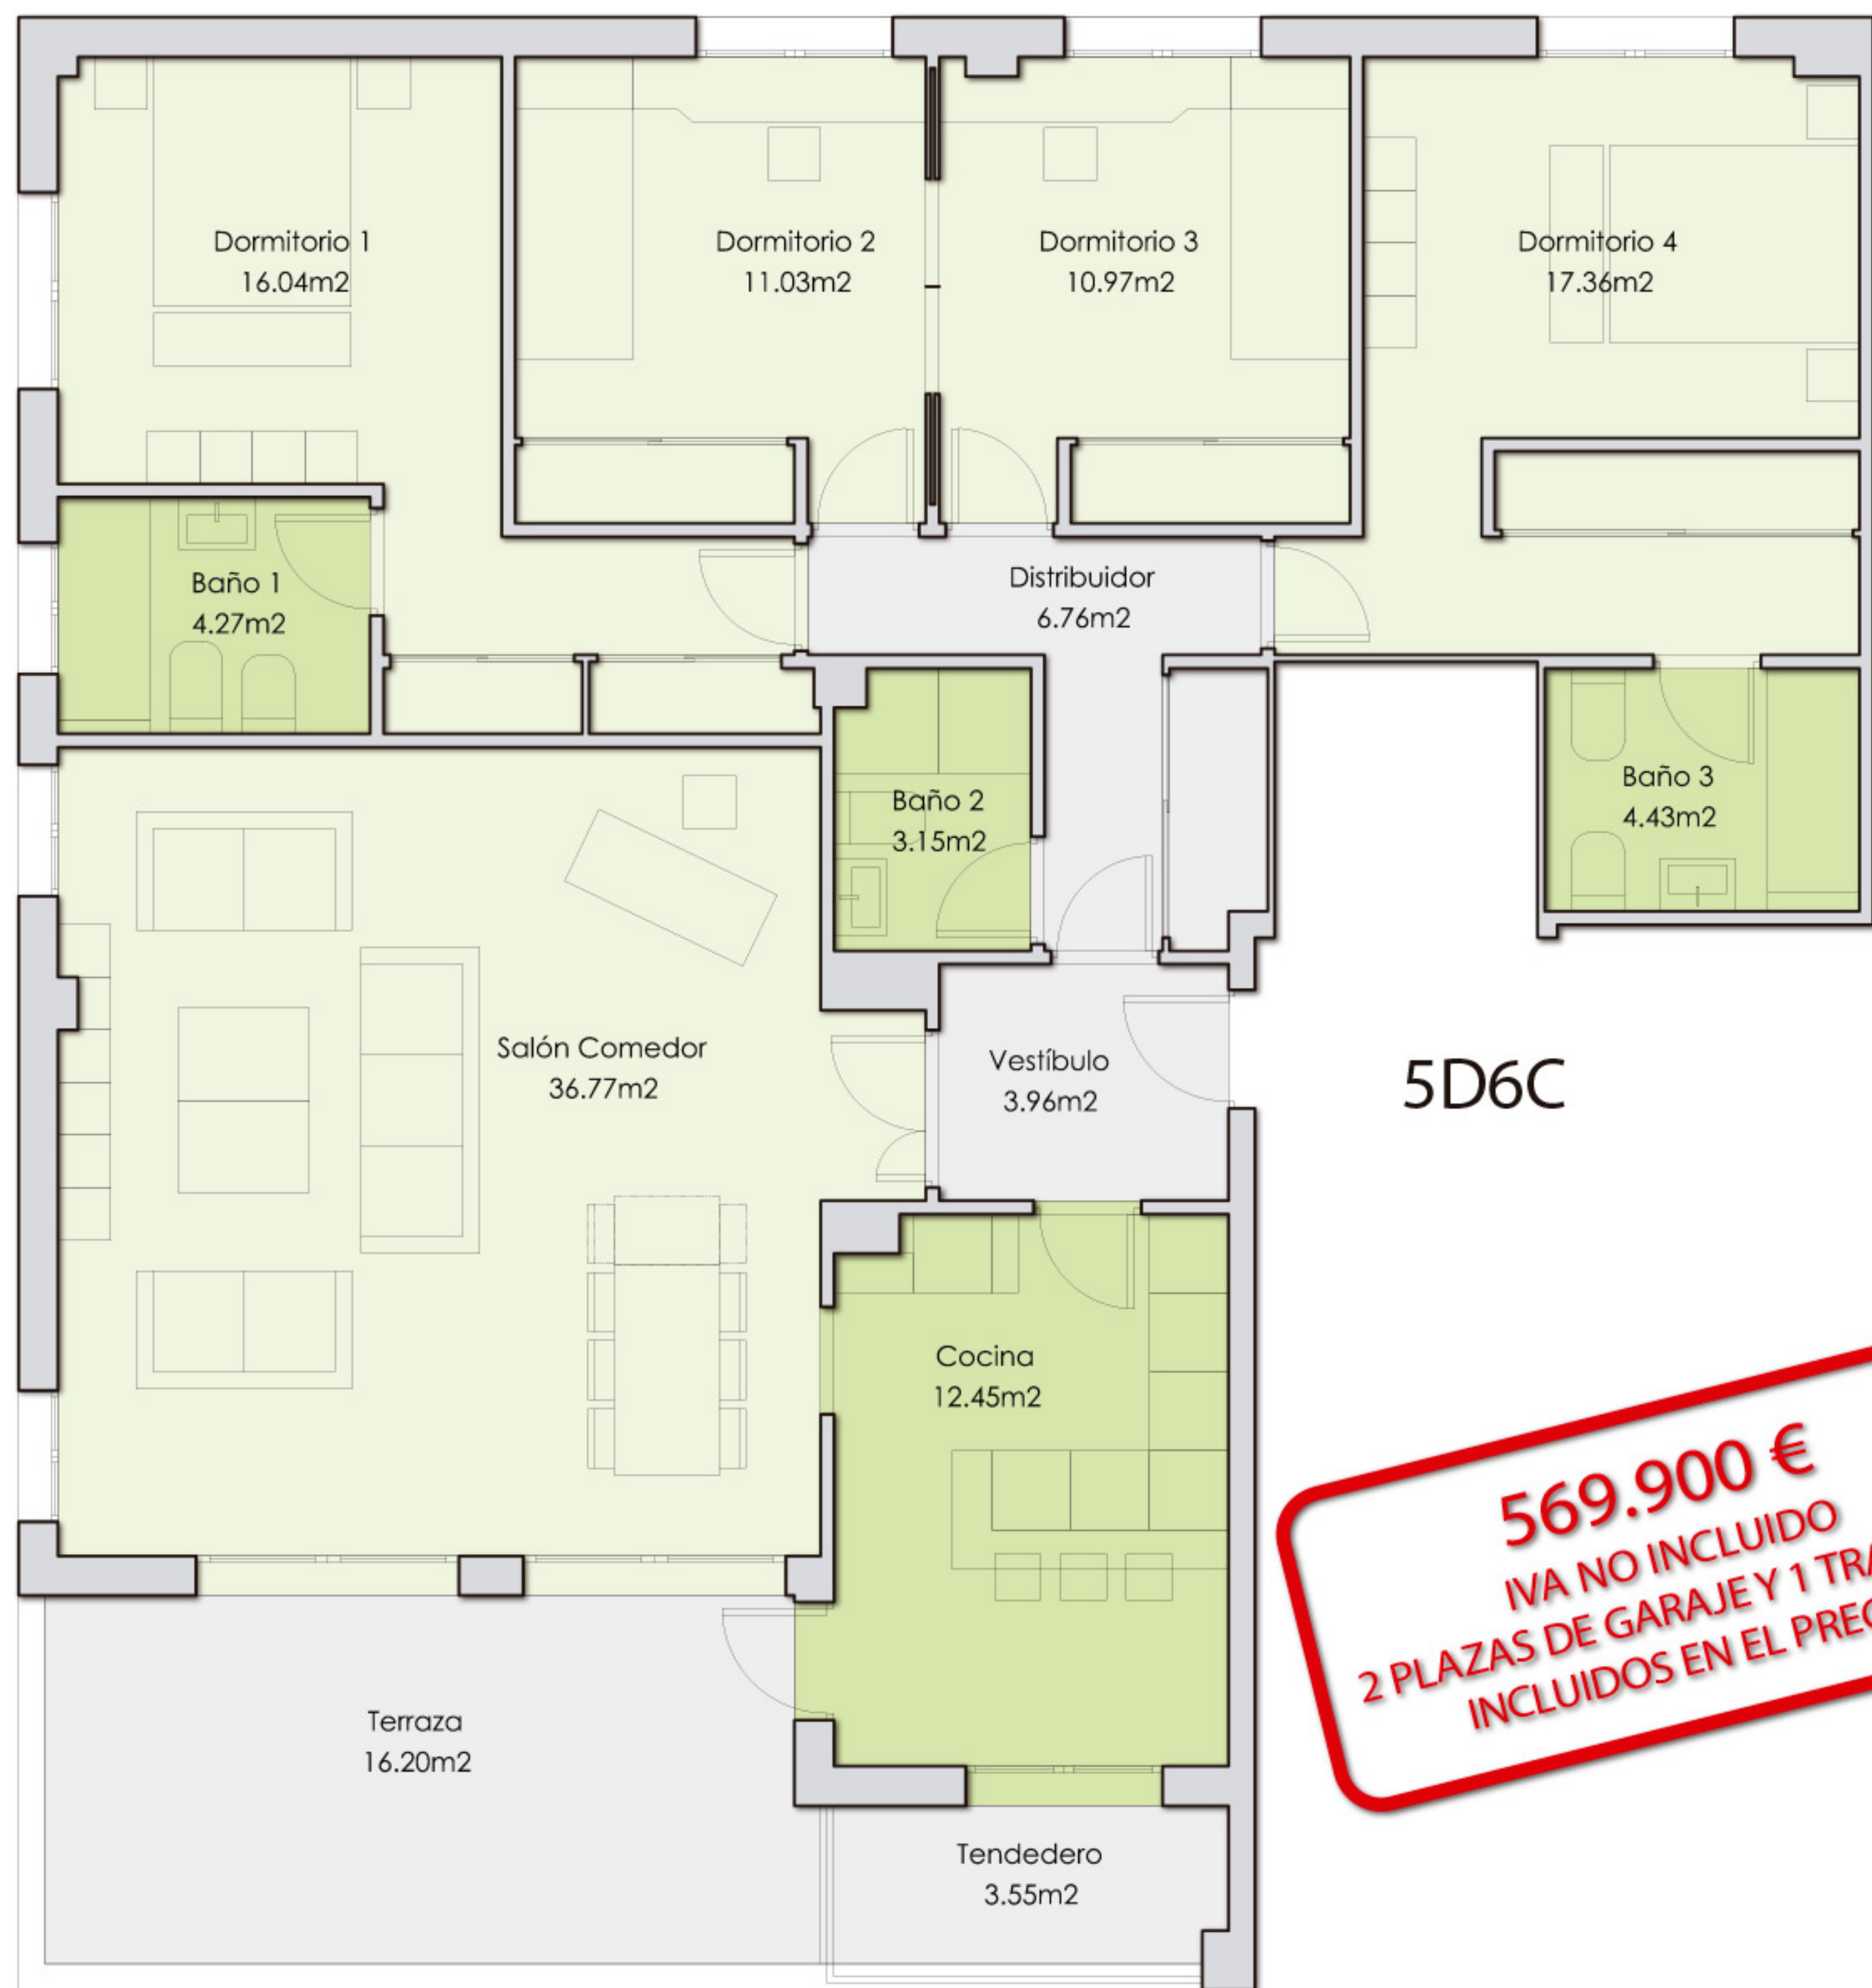 Dormitorio 1
16.04m2
Dormitorio 2
11.03m2
Dormitorio 3
10.97m2
Dormitorio 4
17.36m2
Baño 1
4.27m2
Distribuidor
6.76m2
Baño 2
3.15m2
Baño 3
4.43m2
Salón Comedor
36.77m2
Vestíbulo
3.96m2
5D6C
Cocina
12.45m2
569.900 €
IVA NO INCLUIDO
2 PLAZAS DE GARAJE Y 1
INCLUIDOS EN EL
Terraza
16.20m2
Tendedero
3.55m2